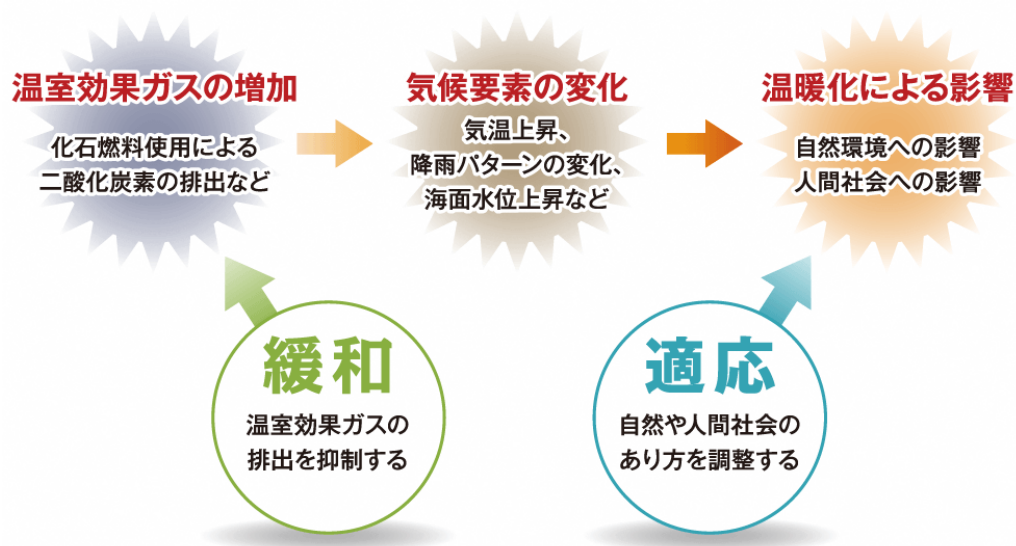 温室効果ガスの増加
化石燃料使用による
二酸化炭素の排出など
気候要素の変化
気温上昇、
降雨パターンの変化、
海面水位上昇など
温暖化による影響
自然環境への影響
人間社会への影響
緩和
温室効果ガスの
排出を抑制する
適応
自然や人間社会の
あり方を調整する